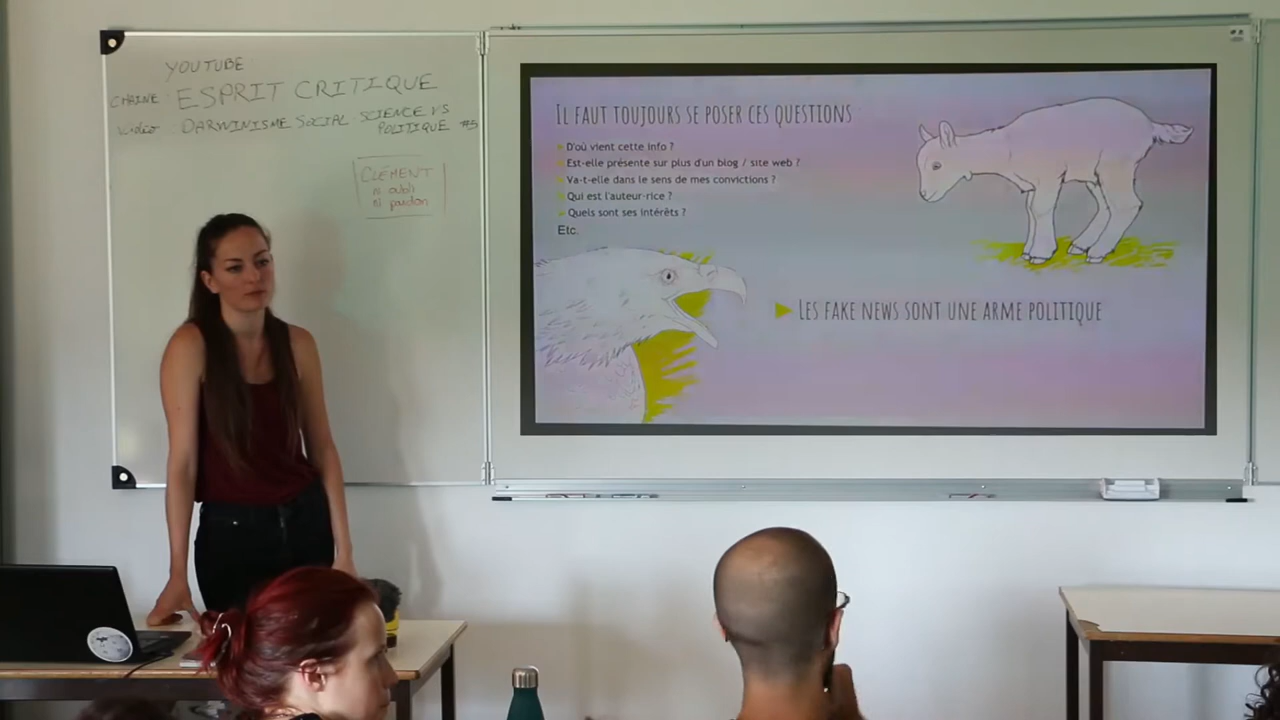 YOUTUBE
CHAINE : ESPRIT CRITIQUE
Vidéo : DARWINISME SOCIAL - SCIENCE VS
POLITIQUE #5
CLÉMENT
ni oubli
ni pardon
IL FAUT TOUJOURS SE POSER CES QUESTIONS :
D'où vient cette info ?
Est-elle présente sur plus d'un blog / site web ?
Va-t-elle dans le sens de mes convictions ?
Qui est l'auteur-rice ?
Quels sont ses intérêts ?
Etc.
LES FAKE NEWS SONT UNE ARME POLITIQUE